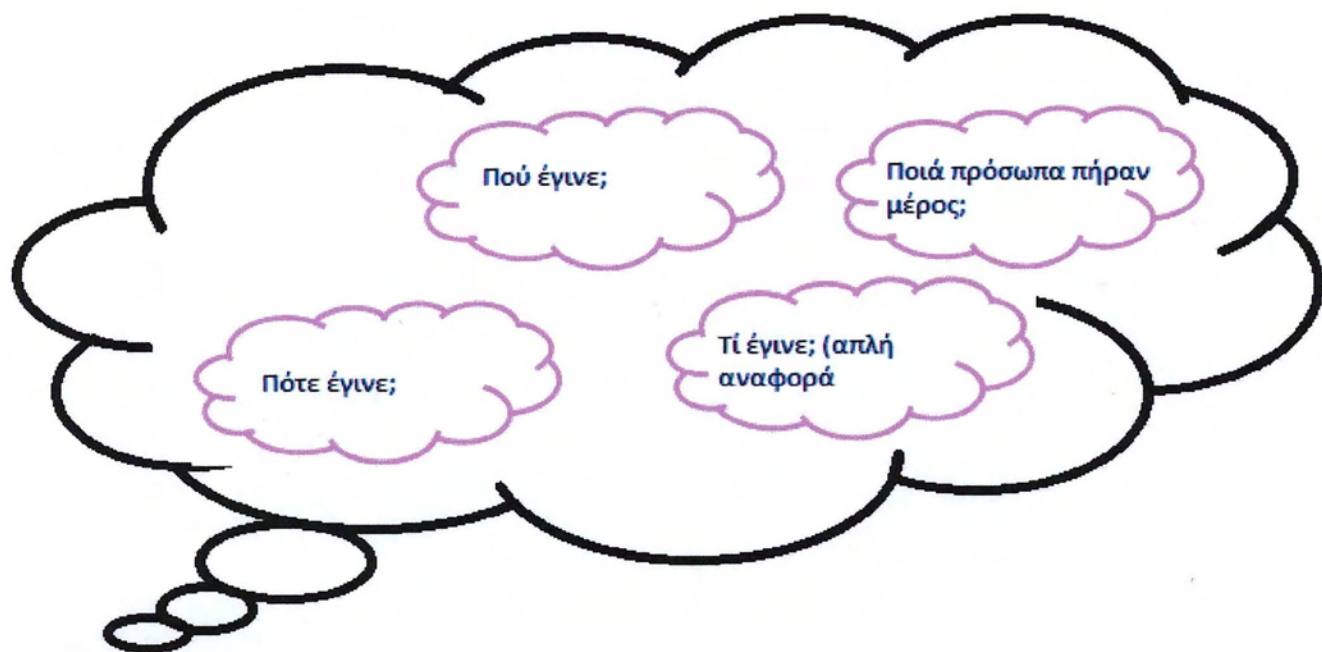 Πού έγινε;
Ποιά πρόσωπα πήραν
μέρος;
Πότε έγινε;
Τί έγινε; (απλή
αναφορά